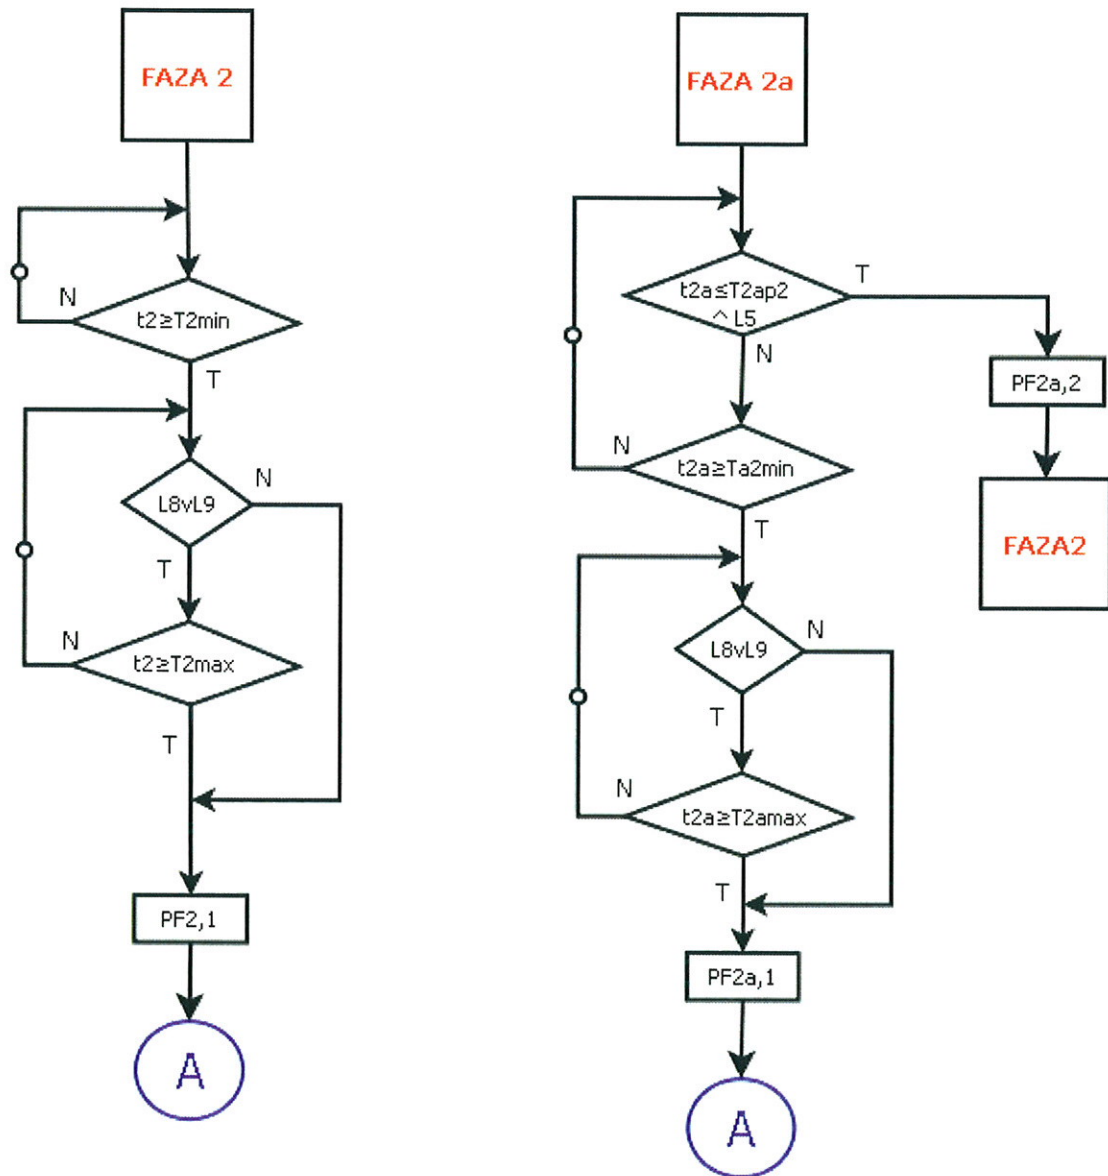 FAZA 2
N
t2≥T2min
T
L8vL9
N
T
N
t2≥T2max
T
PF2,1
A
FAZA 2a
t2a≤T2ap2
^ L5
T
N
PF2a,2
FAZA2
N
t2a≥Ta2min
T
L8vL9
N
T
N
t2a≥T2amax
T
PF2a,1
A